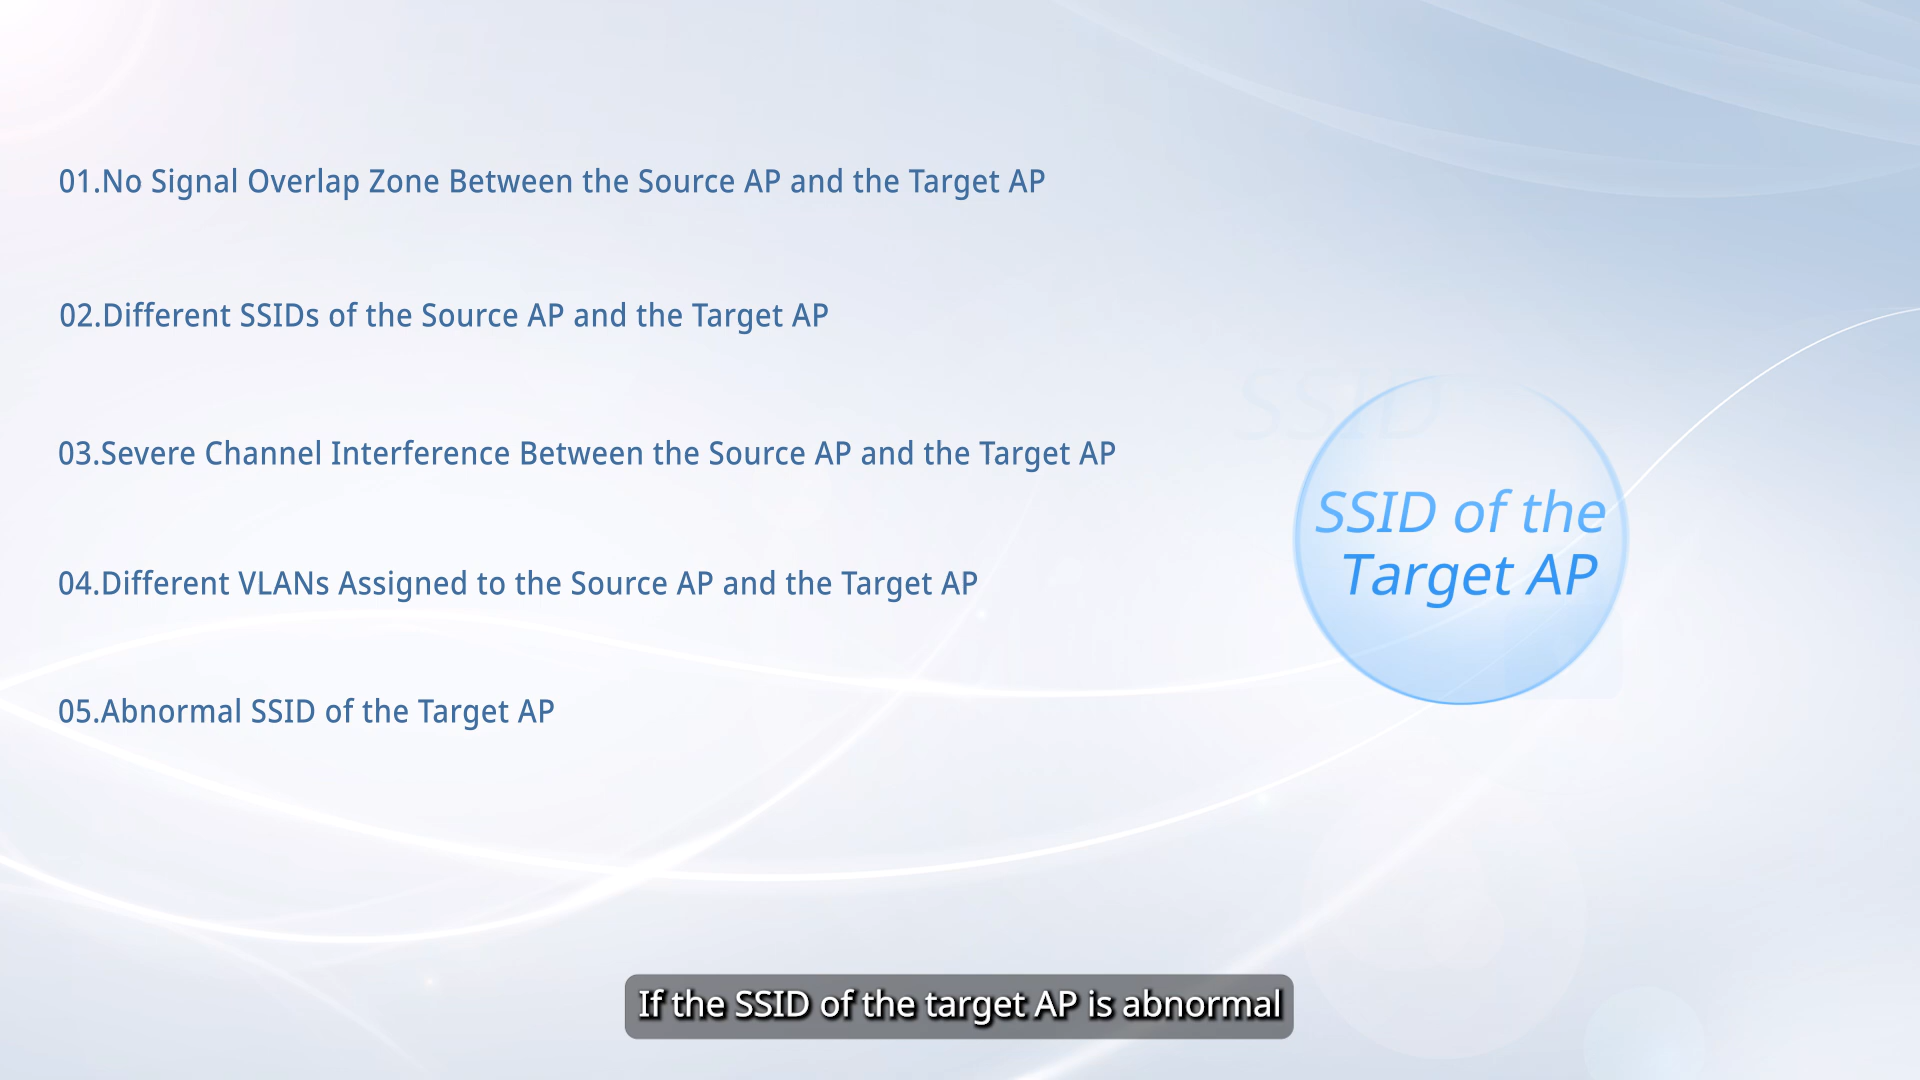 01.No Signal Overlap Zone Between the Source AP and the Target AP
02.Different SSIDs of the Source AP and the Target AP
03.Severe Channel Interference Between the Source AP and the Target AP
04.Different VLANs Assigned to the Source AP and the Target AP
05.Abnormal SSID of the Target AP
SSID
SSID of the
Target AP
If the SSID of the target AP is abnormal